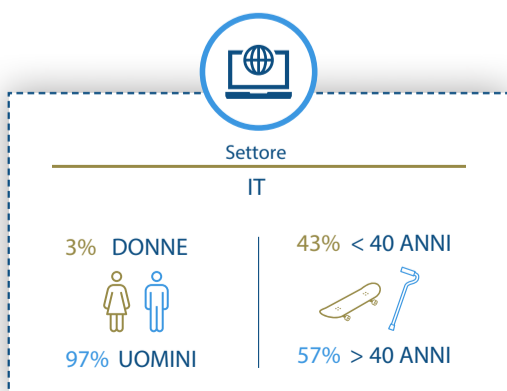 Settore
IT
3% DONNE
97% UOMINI
43% < 40 ANNI
57% > 40 ANNI